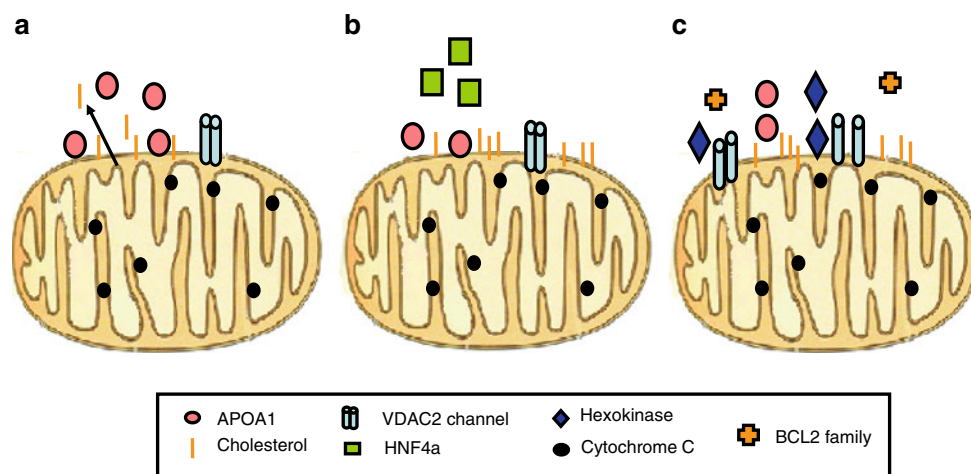 a b c
APOA1 VDAC2 channel Hexokinase BCL2 family
Cholesterol HNF4a Cytochrome C